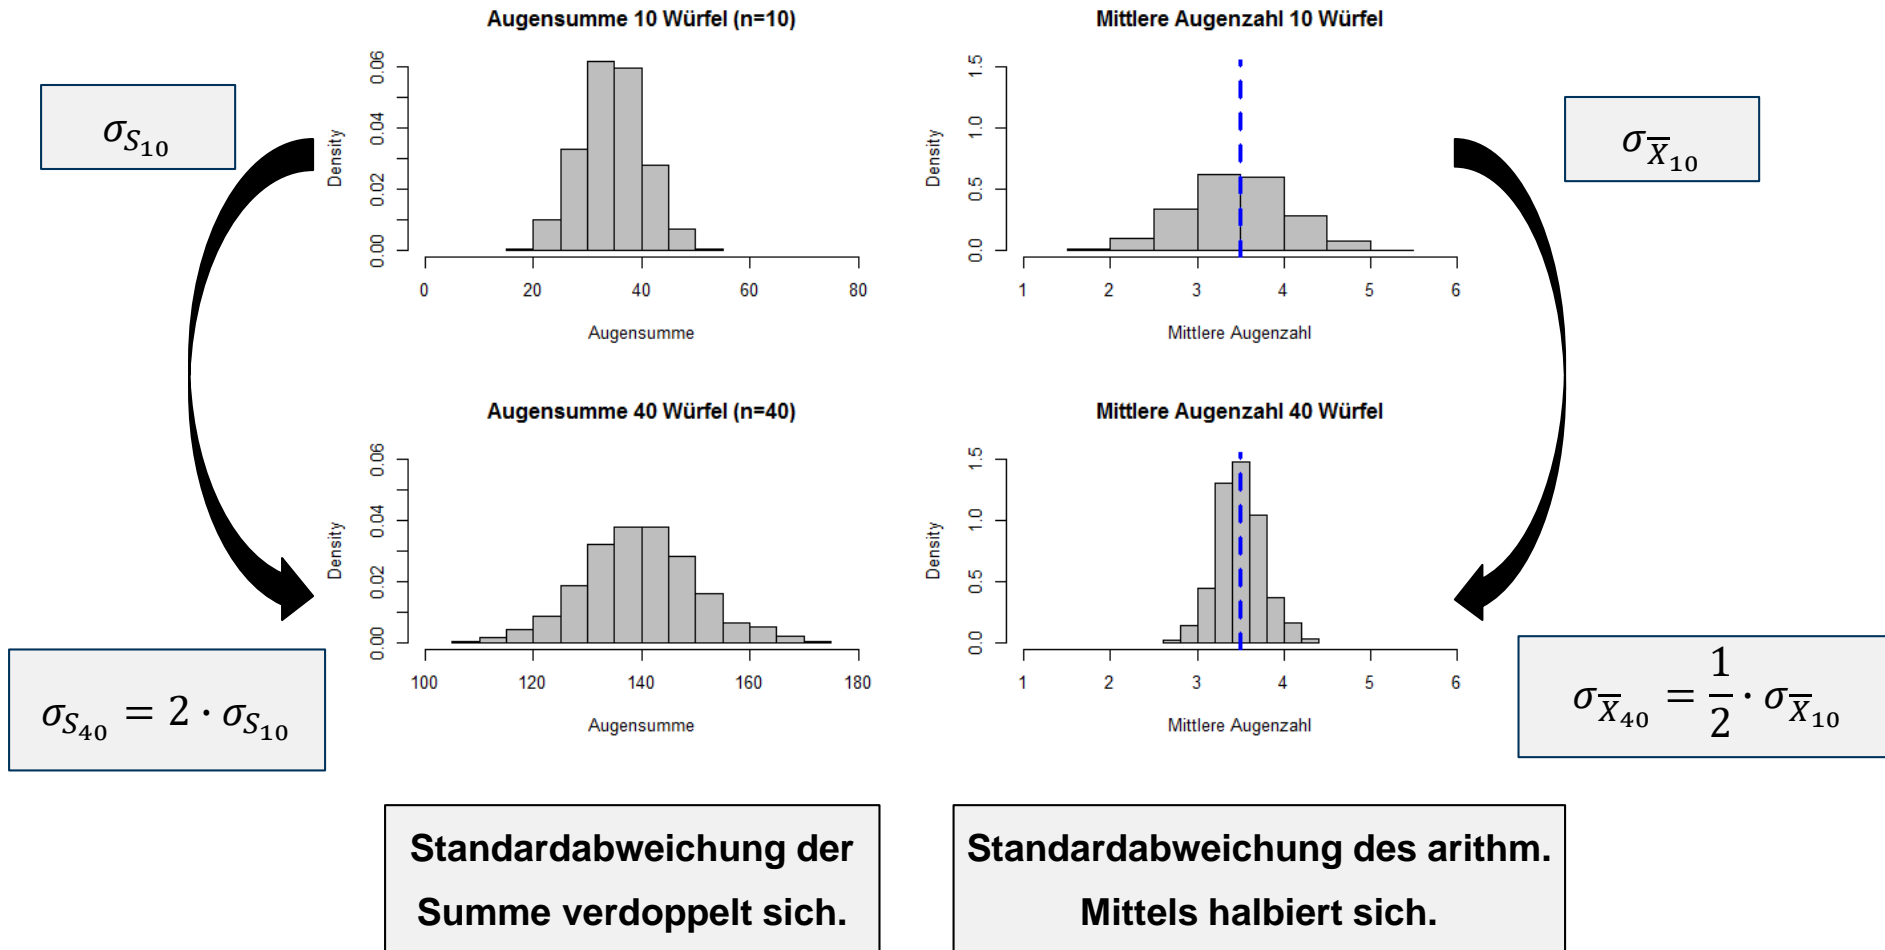 Augensumme 10 Würfel (n=10)
Density
0.00 0.02 0.04 0.06
0 20 40 60 80
Augensumme
Mittlere Augenzahl 10 Würfel
Density
0.0 0.5 1.0 1.5
1 2 3 4 5 6
Mittlere Augenzahl
σ_{S_{10}}
σ_{\overline{X}_{10}}
Augensumme 40 Würfel (n=40)
Density
0.00 0.02 0.04 0.06
100 120 140 160 180
Augensumme
Mittlere Augenzahl 40 Würfel
Density
0.0 0.5 1.0 1.5
1 2 3 4 5 6
Mittlere Augenzahl
σ_{S_{40}} = 2 · σ_{S_{10}}
σ_{\overline{X}_{40}} = \frac{1}{2} · σ_{\overline{X}_{10}}
Standardabweichung der
Summe verdoppelt sich.
Standardabweichung des arithm.
Mittels halbiert sich.